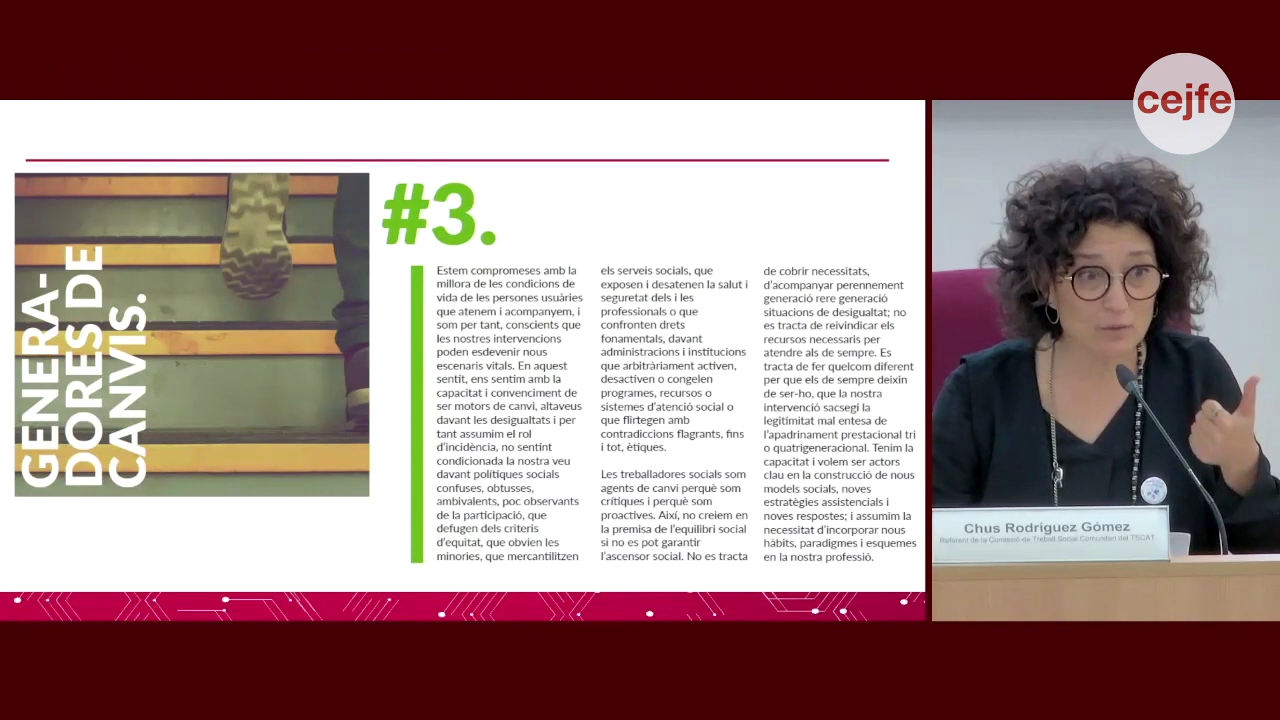 cejfe
GENERA-
DORES DE
CANVIS.
#3.
Estem compromeses amb la
millora de les condicions de
vida de les persones usuàries
que atenem i acompanyem, i
som per tant, conscients que
les nostres intervencions
poden esdevenir nous
escenaris vitals. En aquest
sentit, ens sentim amb la
capacitat i convenciment de
ser motors de canvi, altaveus
davant les desigualtats i per
tant assumim el rol
d'incidència, no sentint
condicionada la nostra veu
davant polítiques socials
confuses, obtusses,
ambivalents, poc observants
de la participació, que
defugen dels criteris
d'equitat, que obvien les
minories, que mercantilitzen
els serveis socials, que
exposen i desatenen la salut i
seguretat dels i les
professionals o que
confronten drets
fonamentals, davant
administracions i institucions
que arbitràriament activen,
desactiven o congelen
programes, recursos o
sistemes d'atenció social o
que flirtegen amb
contradiccions flagrants, fins
i tot, ètiques.
Les treballadores socials som
agents de canvi perquè som
crítiques i perquè som
proactives. Així, no creiem en
la premisa de l'equilibri social
si no es pot garantir
l'ascensor social. No es tracta
de cobrir necessitats,
d'acompanyar perennement
generació rere generació
situacions de desigualtat; no
es tracta de reivindicar els
recursos necessaris per
atendre als de sempre. Es
tracta de fer quelcom diferent
per que els de sempre deixin
de ser-ho, que la nostra
intervenció sacsegi la
legitimitat mal entesa de
l'apadrinament prestacional tri
o quatrigeneracional. Tenim la
capacitat i volem ser actors
clau en la construcció de nous
models socials, noves
estratègies assistencials i
noves respostes; i assumim la
necessitat d'incorporar nous
hàbits, paradigmes i esquemes
en la nostra professió.
Chus Rodríguez Gómez
Referent de la Comissió de Treball Social Comunitari del TSCAT